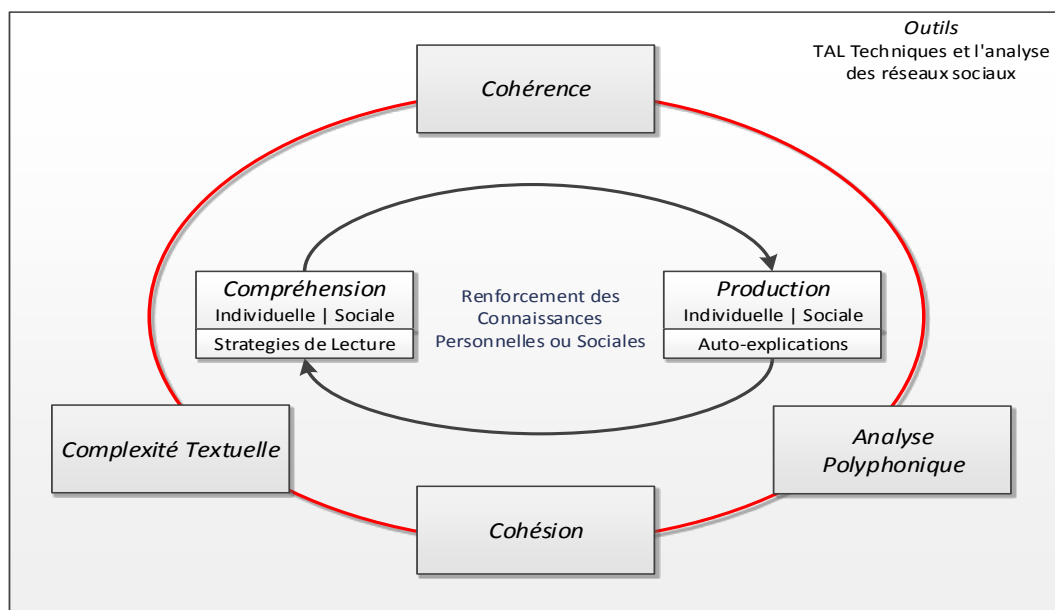 Outils
TAL Techniques et l'analyse
des réseaux sociaux
Cohérence
Compréhension
Individuelle | Sociale
Strategies de Lecture
Renforcement des
Connaissances
Personnelles ou Sociales
Production
Individuelle | Sociale
Auto-explications
Complexité Textuelle
Analyse
Polyphonique
Cohésion